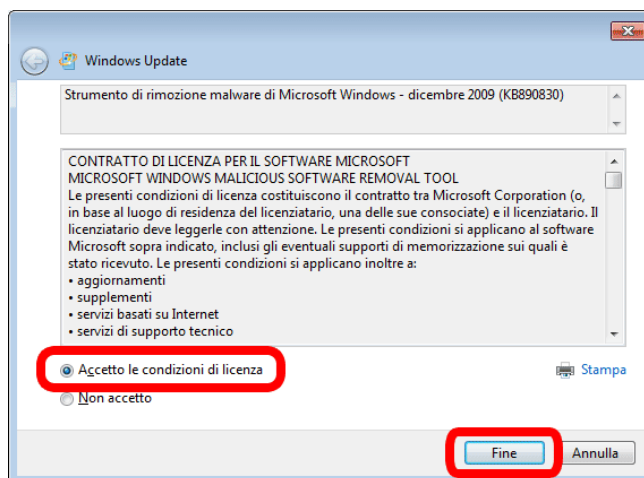 Windows Update
Strumento di rimozione malware di Microsoft Windows - dicembre 2009 (KB890830)
CONTRATTO DI LICENZA PER IL SOFTWARE MICROSOFT
MICROSOFT WINDOWS MALICIOUS SOFTWARE REMOVAL TOOL
Le presenti condizioni di licenza costituiscono il contratto tra Microsoft Corporation (o,
in base al luogo di residenza del licenziatario, una delle sue consociate) e il licenziatario. Il
licenziatario deve leggerle con attenzione. Le presenti condizioni si applicano al software
Microsoft sopra indicato, inclusi gli eventuali supporti di memorizzazione sui quali è
stato ricevuto. Le presenti condizioni si applicano inoltre a:
• aggiornamenti
• supplementi
• servizi basati su Internet
• servizi di supporto tecnico
Accetto le condizioni di licenza
Stampa
Non accetto
Fine
Annulla